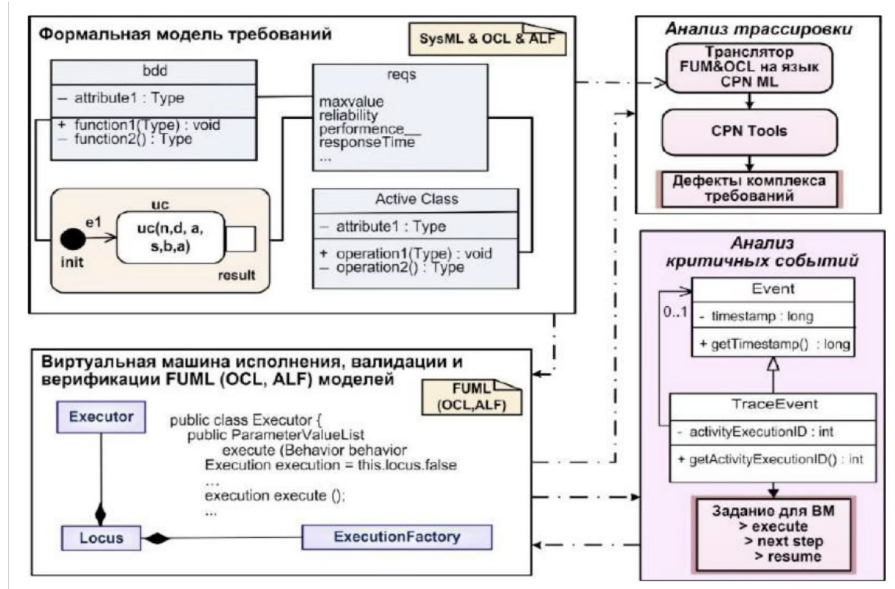 Формальная модель требований
SysML & OCL & ALF
bdd
– attribute1 : Type
+ function1(Type) : void
– function2() : Type
reqs
maxvalue
reliability
performence__
responseTime
...
uc
e1
init
uc(n,d, a,
s,b,a)
result
Active Class
– attribute1 : Type
+ operation1(Type) : void
– operation2() : Type
Анализ трассировки
Транслятор
FUM&OCL на язык
CPN ML
CPN Tools
Дефекты комплекса
требований
Анализ
критичных событий
Event
0..1
- timestamp : long
+ getTimestamp() : long
TraceEvent
- activityExecutionID : int
+ getActivityExecutionID() : int
Задание для ВМ
> execute
> next step
> resume
Виртуальная машина исполнения, валидации и
верификации FUML (OCL, ALF) моделей
FUML
(OCL,ALF)
Executor
public class Executor {
public ParameterValueList
execute (Behavior behavior
Execution execution = this.locus.false
...
execution execute ();
...
Locus
ExecutionFactory